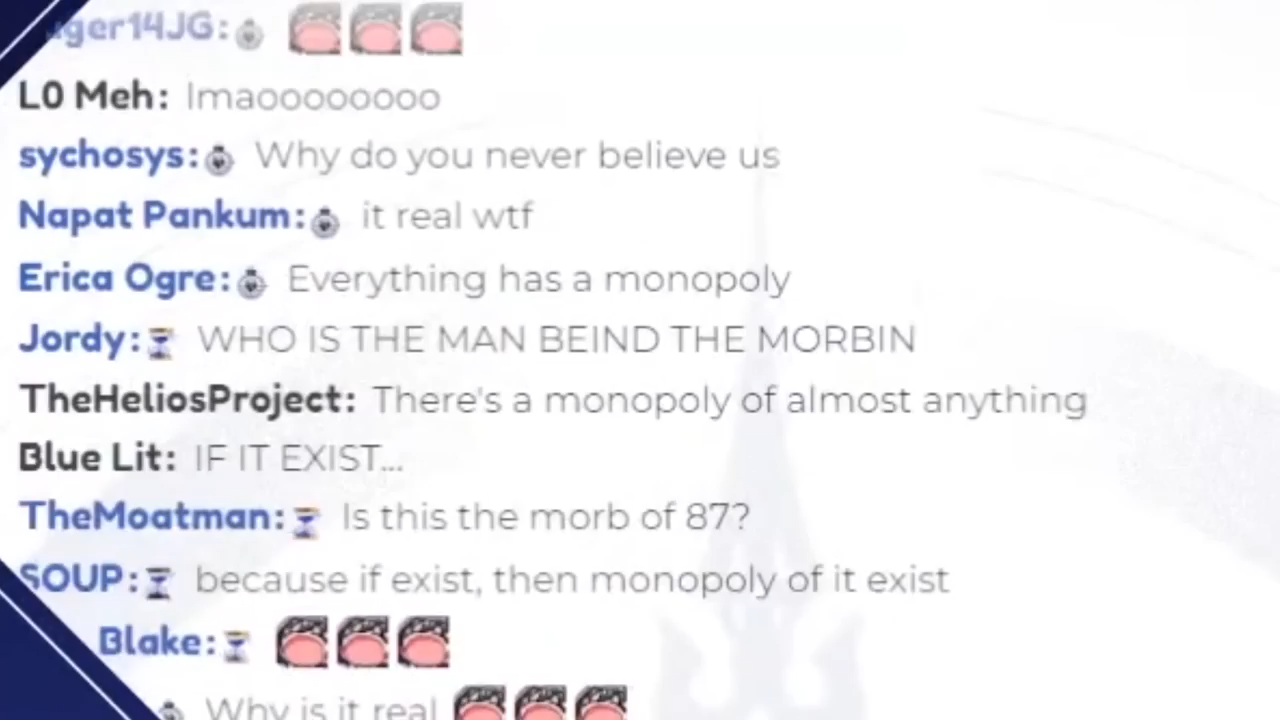 ger14JG:
L0 Meh: lmaoooooooo
sychosys: Why do you never believe us
Napat Pankum: it real wtf
Erica Ogre: Everything has a monopoly
Jordy: WHO IS THE MAN BEIND THE MORBIN
TheHeliosProject: There's a monopoly of almost anything
Blue Lit: IF IT EXIST...
TheMoatman: Is this the morb of 87?
SOUP: because if exist, then monopoly of it exist
Blake:
Why is it real